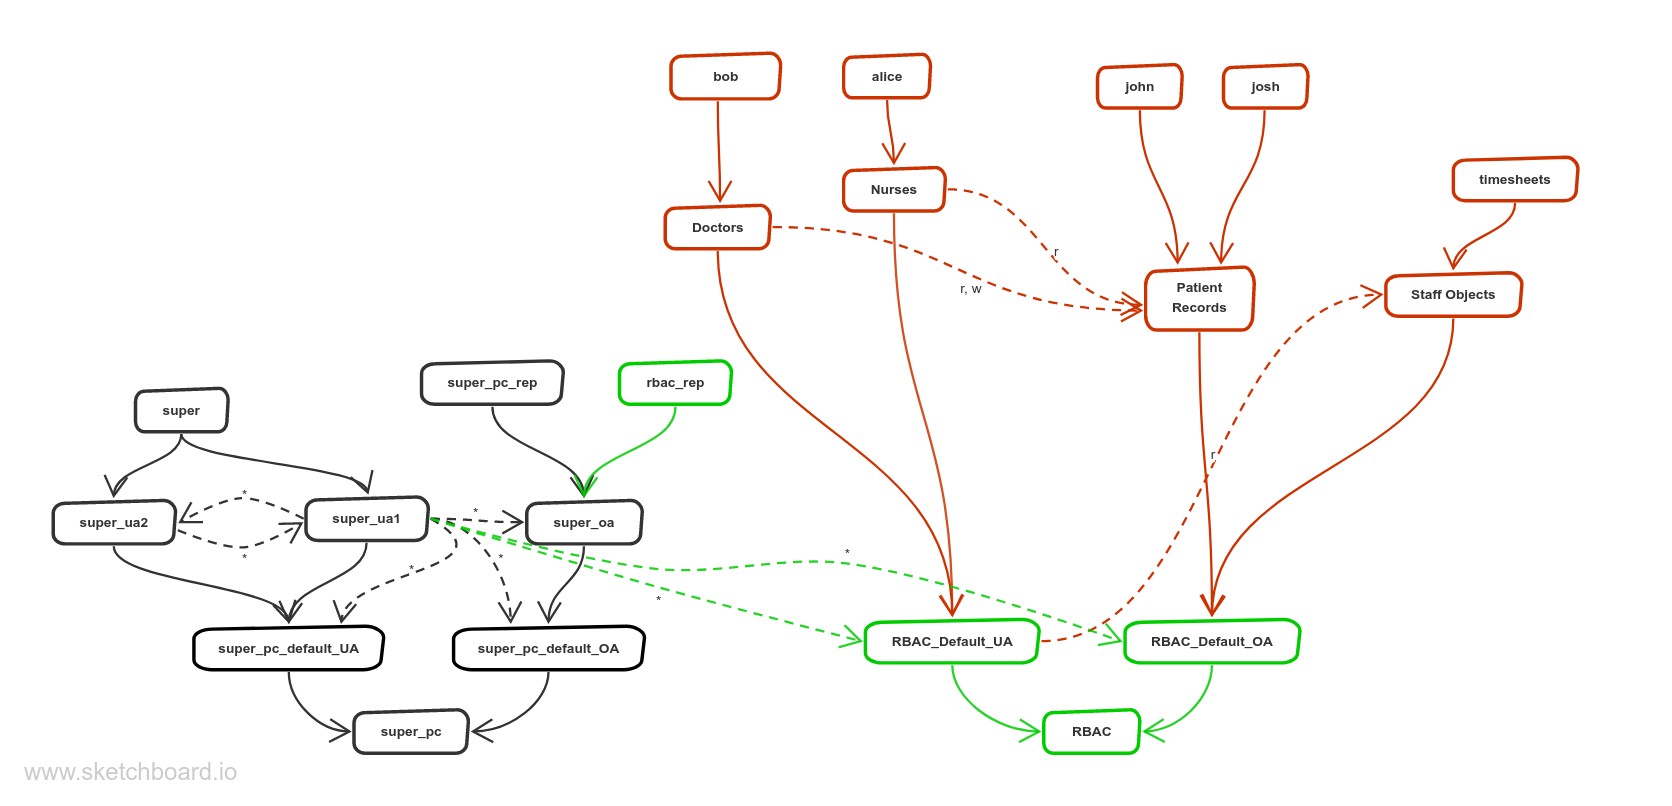 bob
alice
john
josh
timesheets
Nurses
Doctors
r
r, w
Patient
Records
Staff Objects
super_pc_rep
rbac_rep
super
r
*
super_ua2
super_ua1
*
super_oa
*
*
*
*
*
RBAC_Default_UA
RBAC_Default_OA
super_pc_default_UA
super_pc_default_OA
super_pc
RBAC
www.sketchboard.io